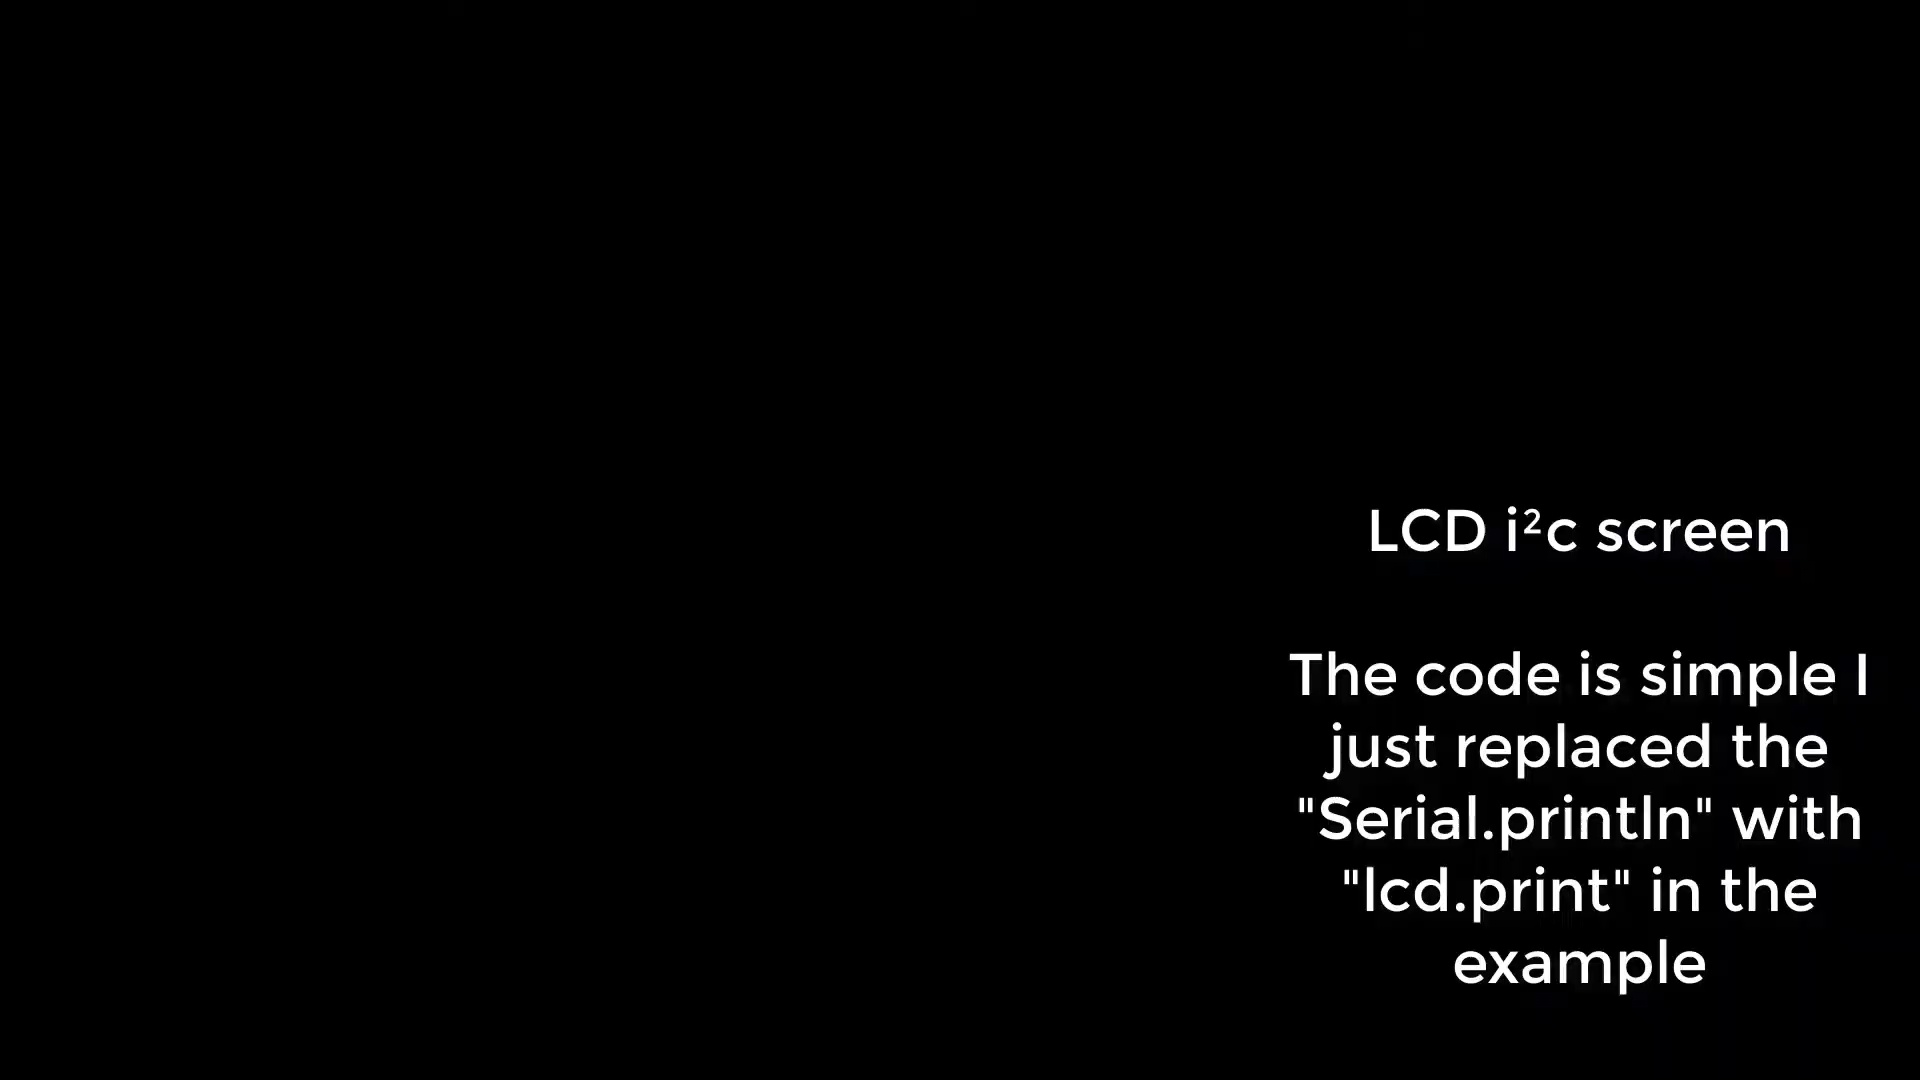 LCD i²c screen
The code is simple I
just replaced the
"Serial.println" with
"lcd.print" in the
example